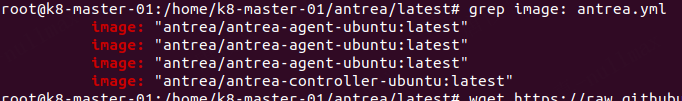 root@k8-master-01:/home/k8-master-01/antrea/latest# grep image: antrea.yml
image: "antrea/antrea-agent-ubuntu:latest"
image: "antrea/antrea-agent-ubuntu:latest"
image: "antrea/antrea-agent-ubuntu:latest"
image: "antrea/antrea-controller-ubuntu:latest"
root@k8-master-01:/home/k8-master-01/antrea/latest# wget https://raw.githubu